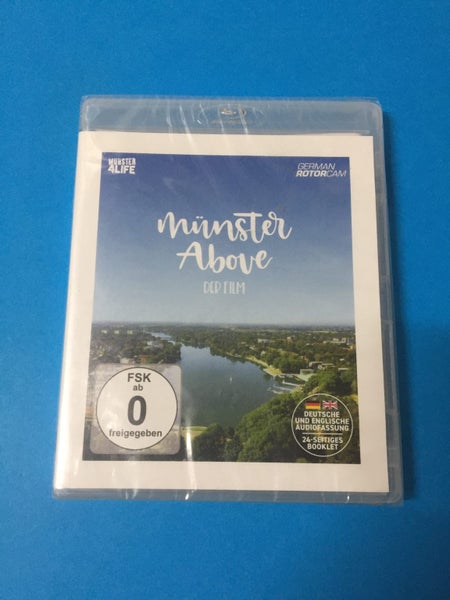 MÜNSTER
4LIFE
GERMAN
ROTORCAM
münster
Above
DER FILM
FSK
ab
0
freigegeben
DEUTSCHE
UND ENGLISCHE
AUDIOFASSUNG
24-SEITIGES
BOOKLET